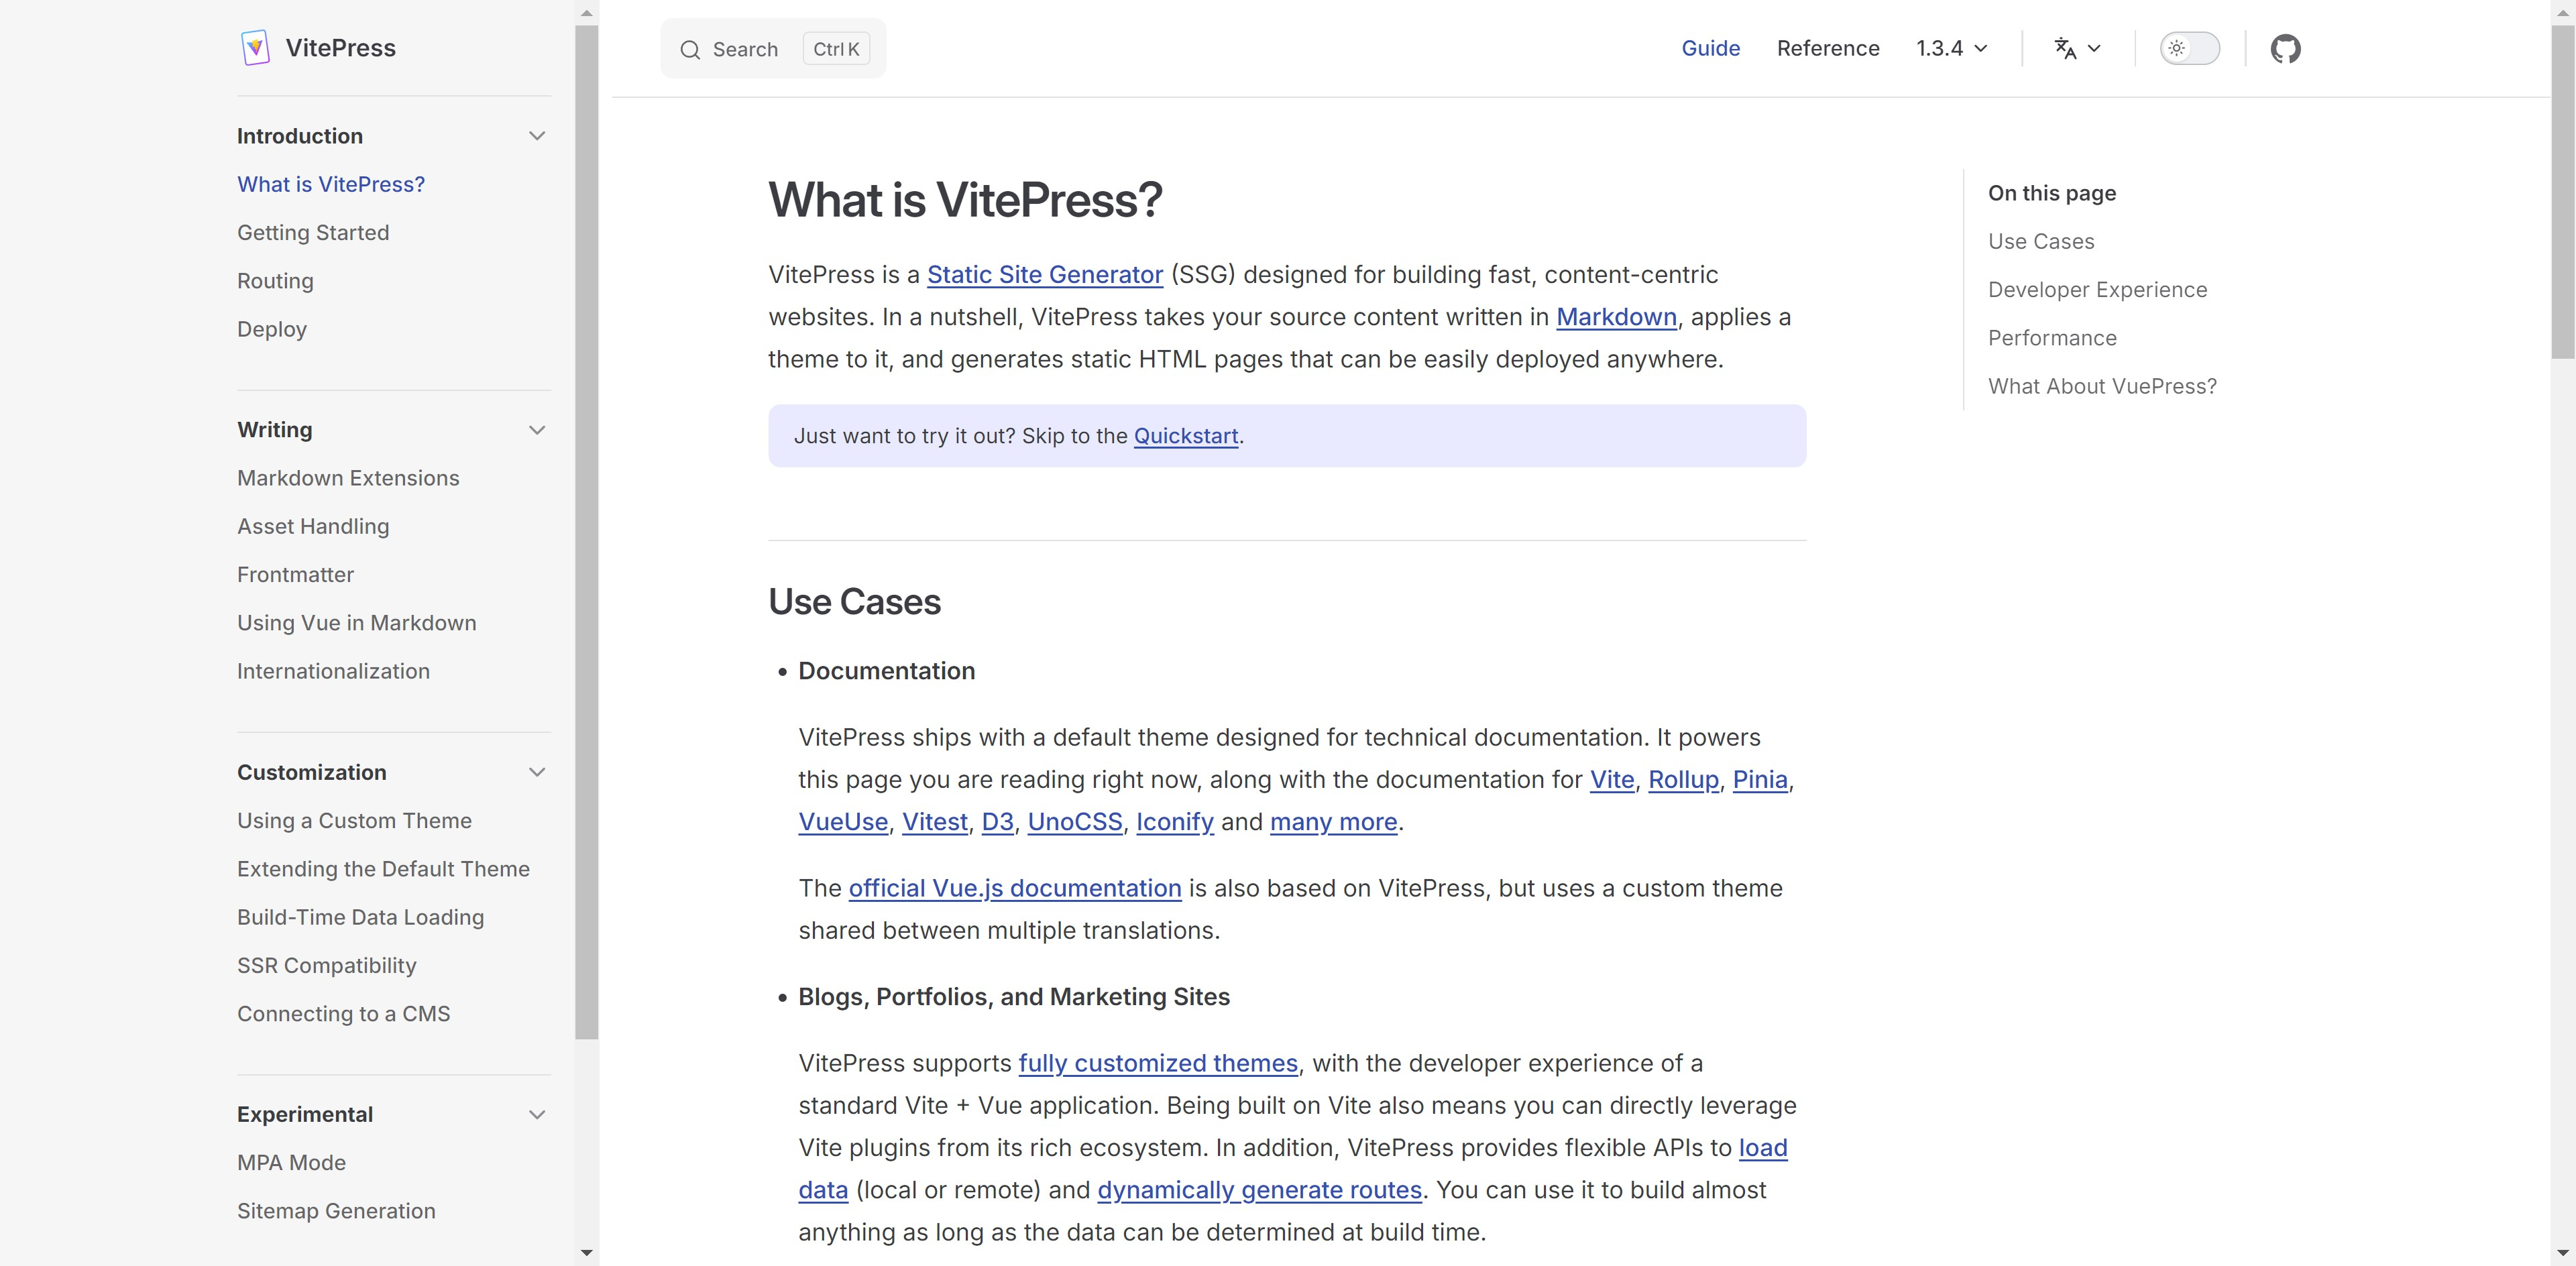 VitePress
Introduction
What is VitePress?
Getting Started
Routing
Deploy
Writing
Markdown Extensions
Asset Handling
Frontmatter
Using Vue in Markdown
Internationalization
Customization
Using a Custom Theme
Extending the Default Theme
Build-Time Data Loading
SSR Compatibility
Connecting to a CMS
Experimental
MPA Mode
Sitemap Generation
Search Ctrl K
Guide Reference 1.3.4
What is VitePress?
VitePress is a Static Site Generator (SSG) designed for building fast, content-centric
websites. In a nutshell, VitePress takes your source content written in Markdown, applies a
theme to it, and generates static HTML pages that can be easily deployed anywhere.
Just want to try it out? Skip to the Quickstart.
Use Cases
• Documentation
VitePress ships with a default theme designed for technical documentation. It powers
this page you are reading right now, along with the documentation for Vite, Rollup, Pinia,
VueUse, Vitest, D3, UnoCSS, Iconify and many more.
The official Vue.js documentation is also based on VitePress, but uses a custom theme
shared between multiple translations.
• Blogs, Portfolios, and Marketing Sites
VitePress supports fully customized themes, with the developer experience of a
standard Vite + Vue application. Being built on Vite also means you can directly leverage
Vite plugins from its rich ecosystem. In addition, VitePress provides flexible APIs to load
data (local or remote) and dynamically generate routes. You can use it to build almost
anything as long as the data can be determined at build time.
On this page
Use Cases
Developer Experience
Performance
What About VuePress?